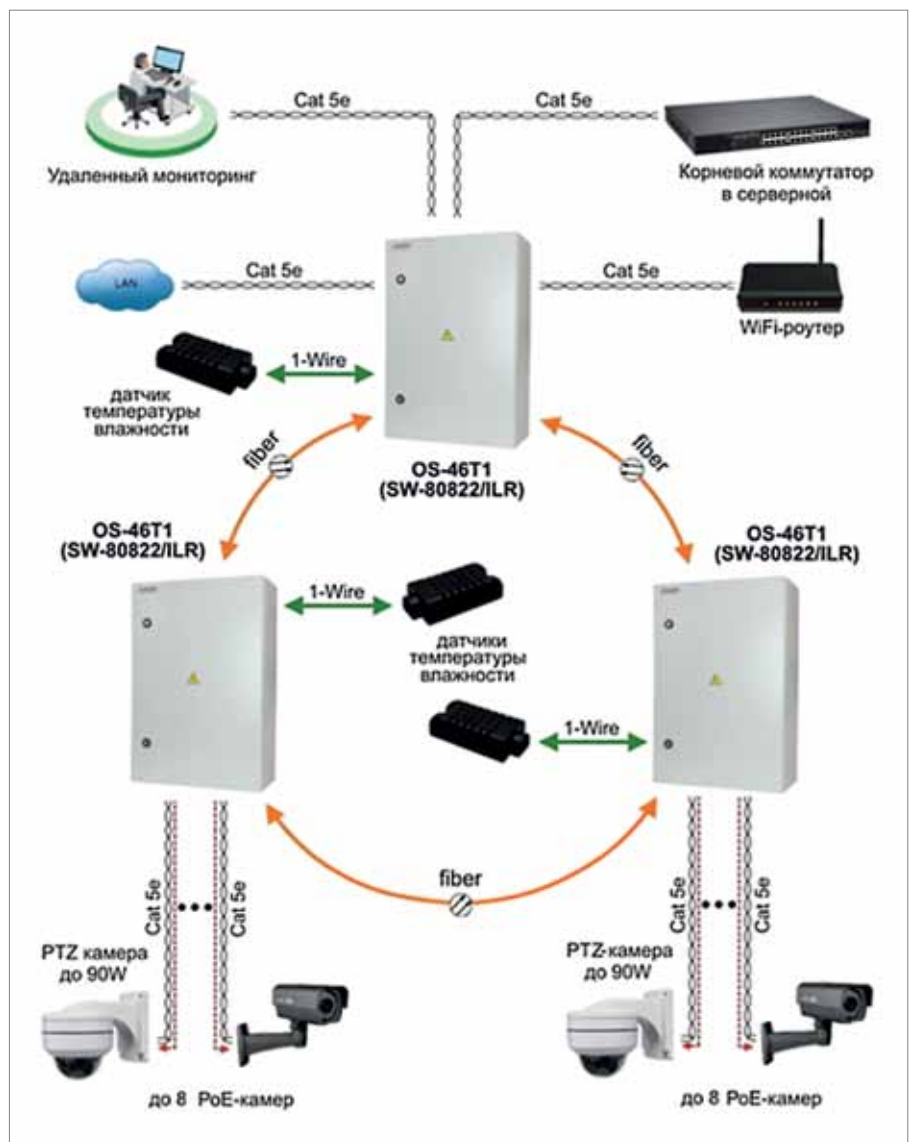 Cat 5e
Cat 5e
Удаленный мониторинг
Корневой коммутатор
в серверной
LAN
Cat 5e
Cat 5e
WiFi-роутер
1-Wire
датчик
температуры
влажности
fiber
fiber
OS-46T1
(SW-80822/ILR)
OS-46T1
(SW-80822/ILR)
OS-46T1
(SW-80822/ILR)
1-Wire
датчики
температуры
влажности
1-Wire
fiber
Cat 5e
Cat 5e
Cat 5e
Cat 5e
PTZ камера
до 90W
PTZ-камера
до 90W
до 8 PoE-камер
до 8 PoE-камер